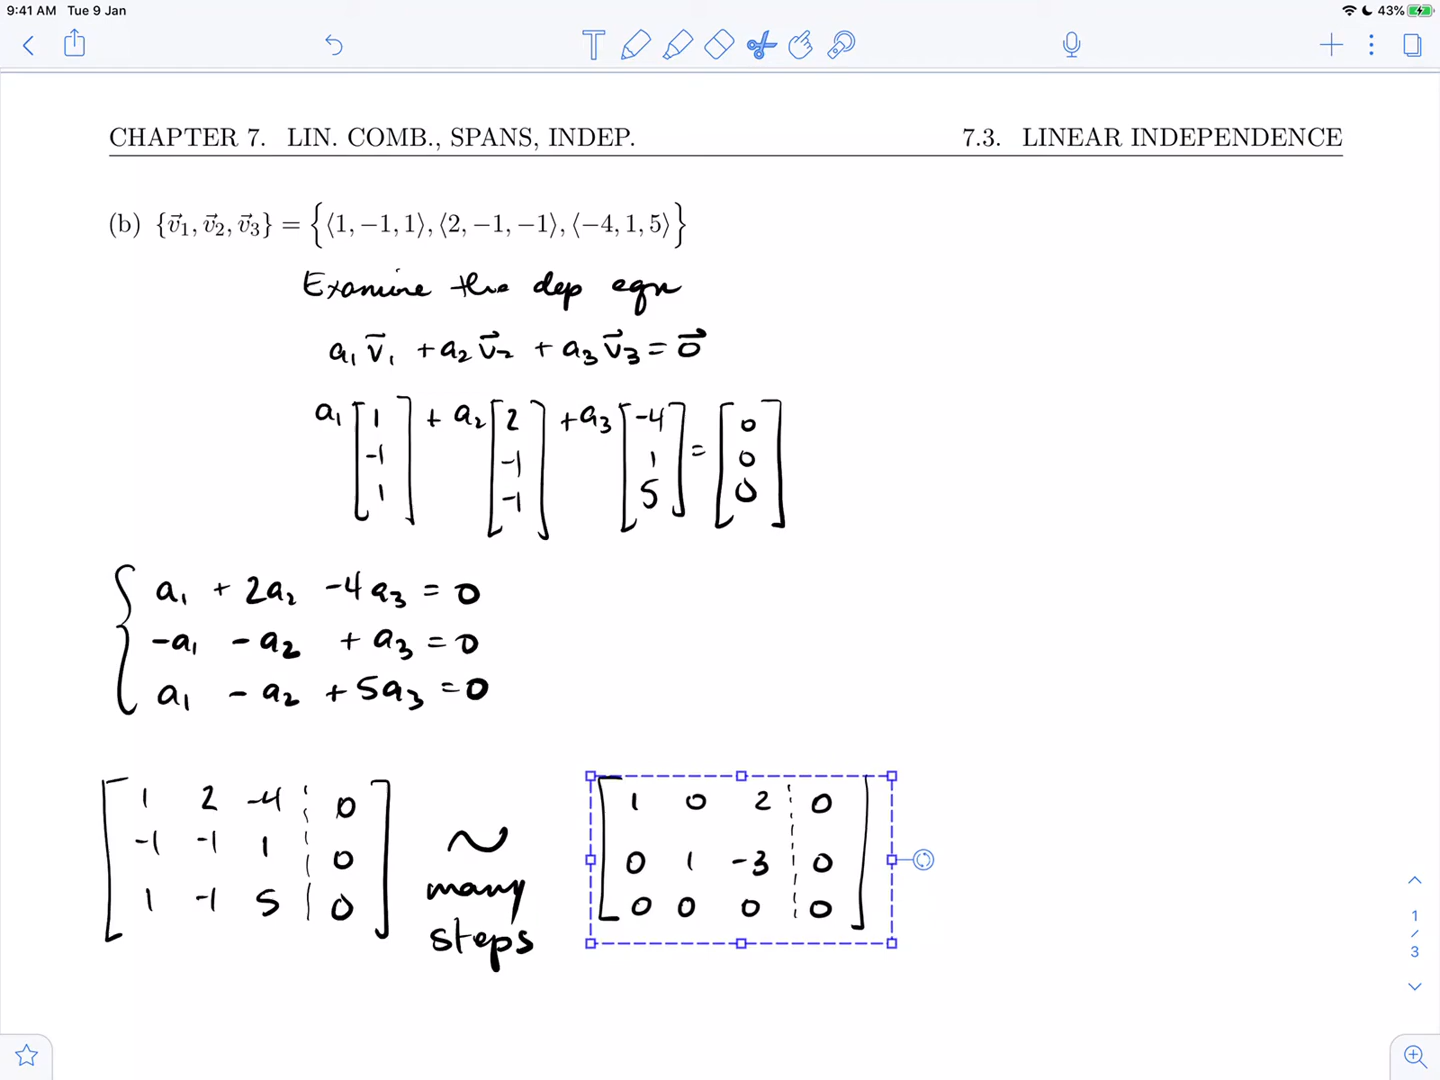 9:41 AM Tue 9 Jan 43%
CHAPTER 7. LIN. COMB., SPANS, INDEP. 7.3. LINEAR INDEPENDENCE
(b) {v⃗1, v⃗2, v⃗3} = {⟨1, −1, 1⟩, ⟨2, −1, −1⟩, ⟨−4, 1, 5⟩}
Examine the dep eqn
a1 v⃗1 + a2 v⃗2 + a3 v⃗3 = 0⃗
a1 [1 + a2 [2 + a3 [-4 [0
-1 -1 1 = 0
1] -1] 5] 0]
{ a1 + 2a2 -4a3 = 0
-a1 - a2 + a3 = 0
a1 - a2 + 5a3 = 0
[ 1 2 -4 | 0 ] [ 1 0 2 | 0 ]
[ -1 -1 1 | 0 ] ~ [ 0 1 -3 | 0 ]
[ 1 -1 5 | 0 ] many [ 0 0 0 | 0 ]
steps
1
/
3